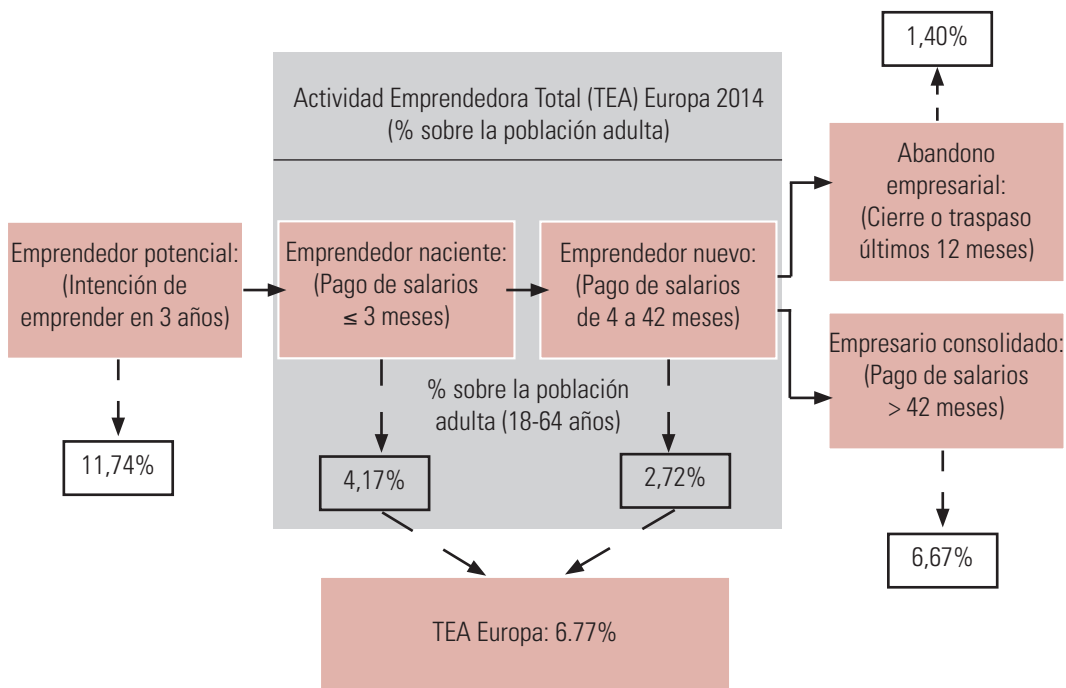 1,40%
Actividad Emprendedora Total (TEA) Europa 2014
(% sobre la población adulta)
Abandono
empresarial:
(Cierre o traspaso
últimos 12 meses)
Emprendedor potencial:
(Intención de
emprender en 3 años)
Emprendedor naciente:
(Pago de salarios
≤ 3 meses)
Emprendedor nuevo:
(Pago de salarios
de 4 a 42 meses)
Empresario consolidado:
(Pago de salarios
> 42 meses)
% sobre la población
adulta (18-64 años)
11,74%
4,17%
2,72%
6,67%
TEA Europa: 6.77%